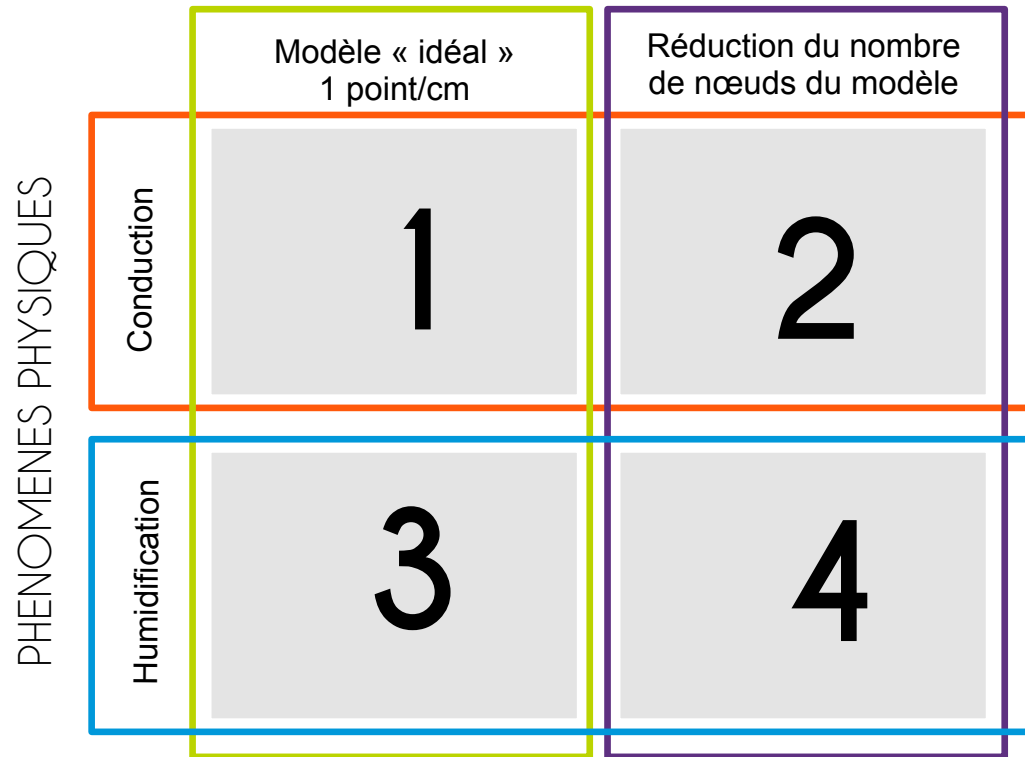 Modèle « idéal »
1 point/cm
Réduction du nombre
de nœuds du modèle
PHENOMENES PHYSIQUES
Conduction
1
2
Humidification
3
4